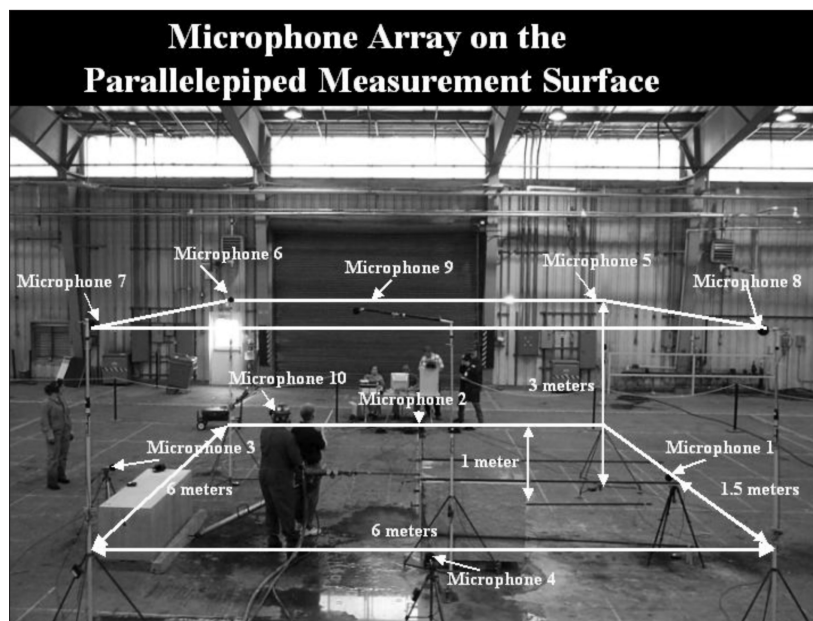 Microphone Array on the
Parallelepiped Measurement Surface
Microphone 6
Microphone 9
Microphone 5
Microphone 7
Microphone 8
3 meters
Microphone 10
Microphone 2
Microphone 3
Microphone 1
1 meter
6 meters
1.5 meters
6 meters
Microphone 4